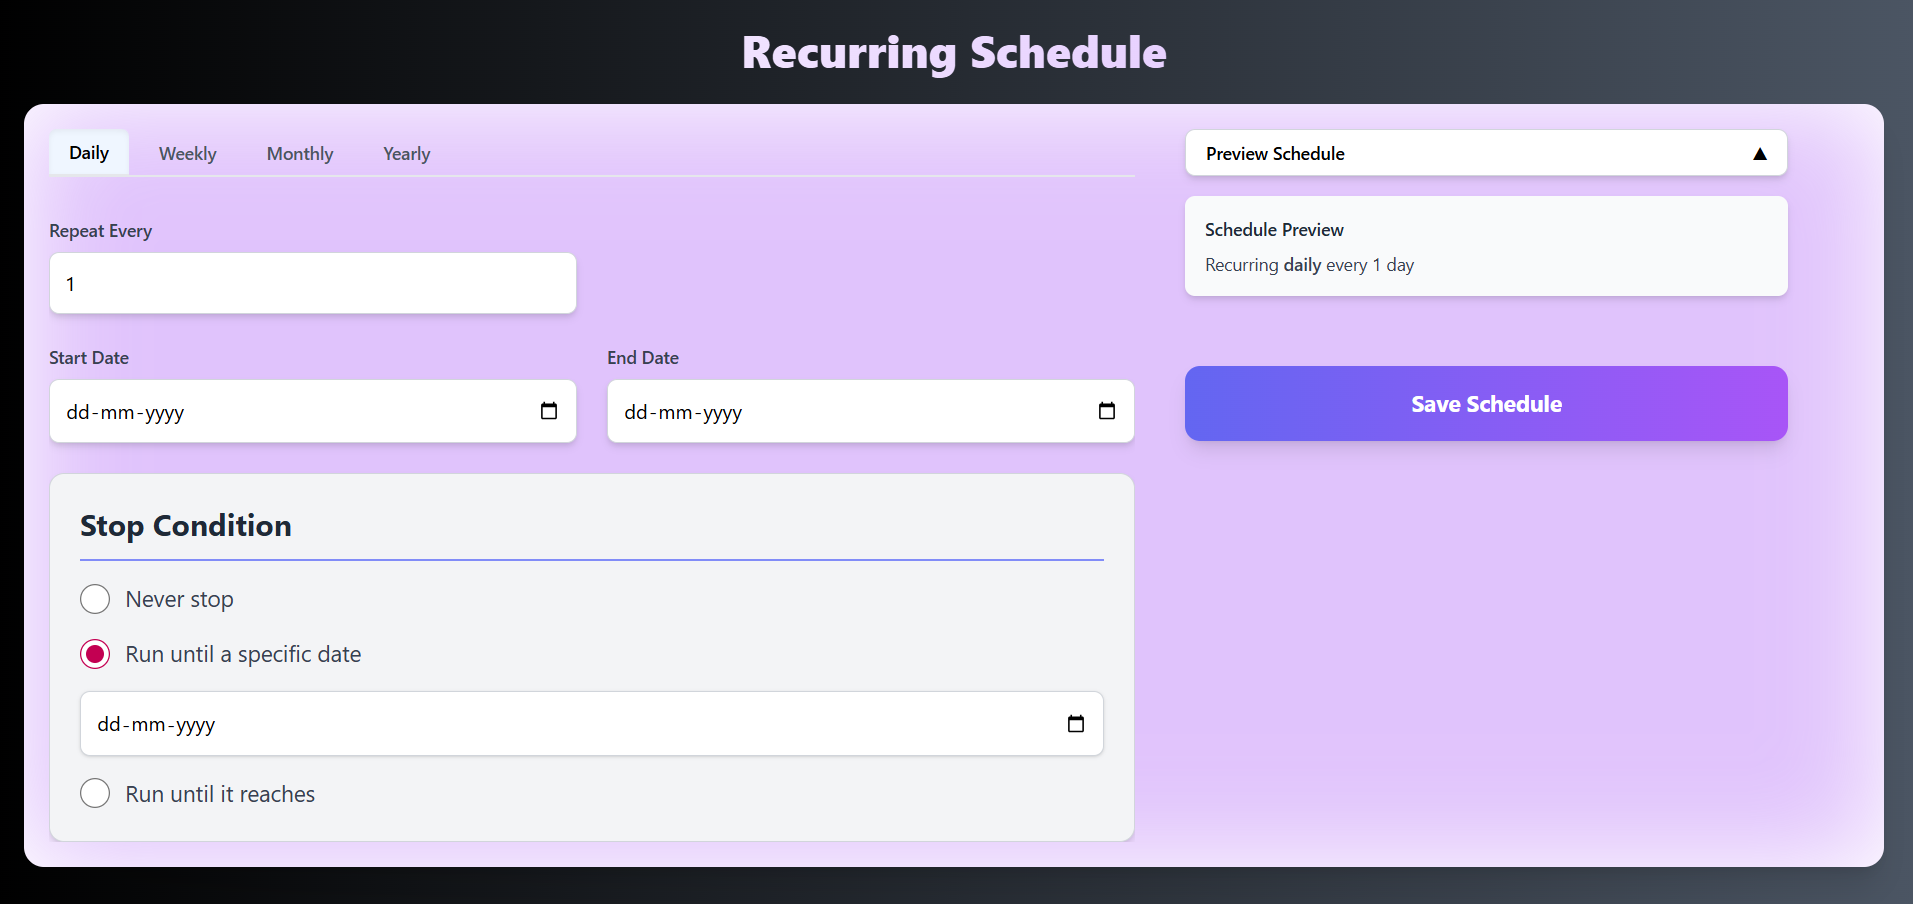 Recurring Schedule
Daily Weekly Monthly Yearly
Repeat Every
1
Start Date
dd-mm-yyyy
End Date
dd-mm-yyyy
Stop Condition
Never stop
Run until a specific date
dd-mm-yyyy
Run until it reaches
Preview Schedule ▲
Schedule Preview
Recurring daily every 1 day
Save Schedule